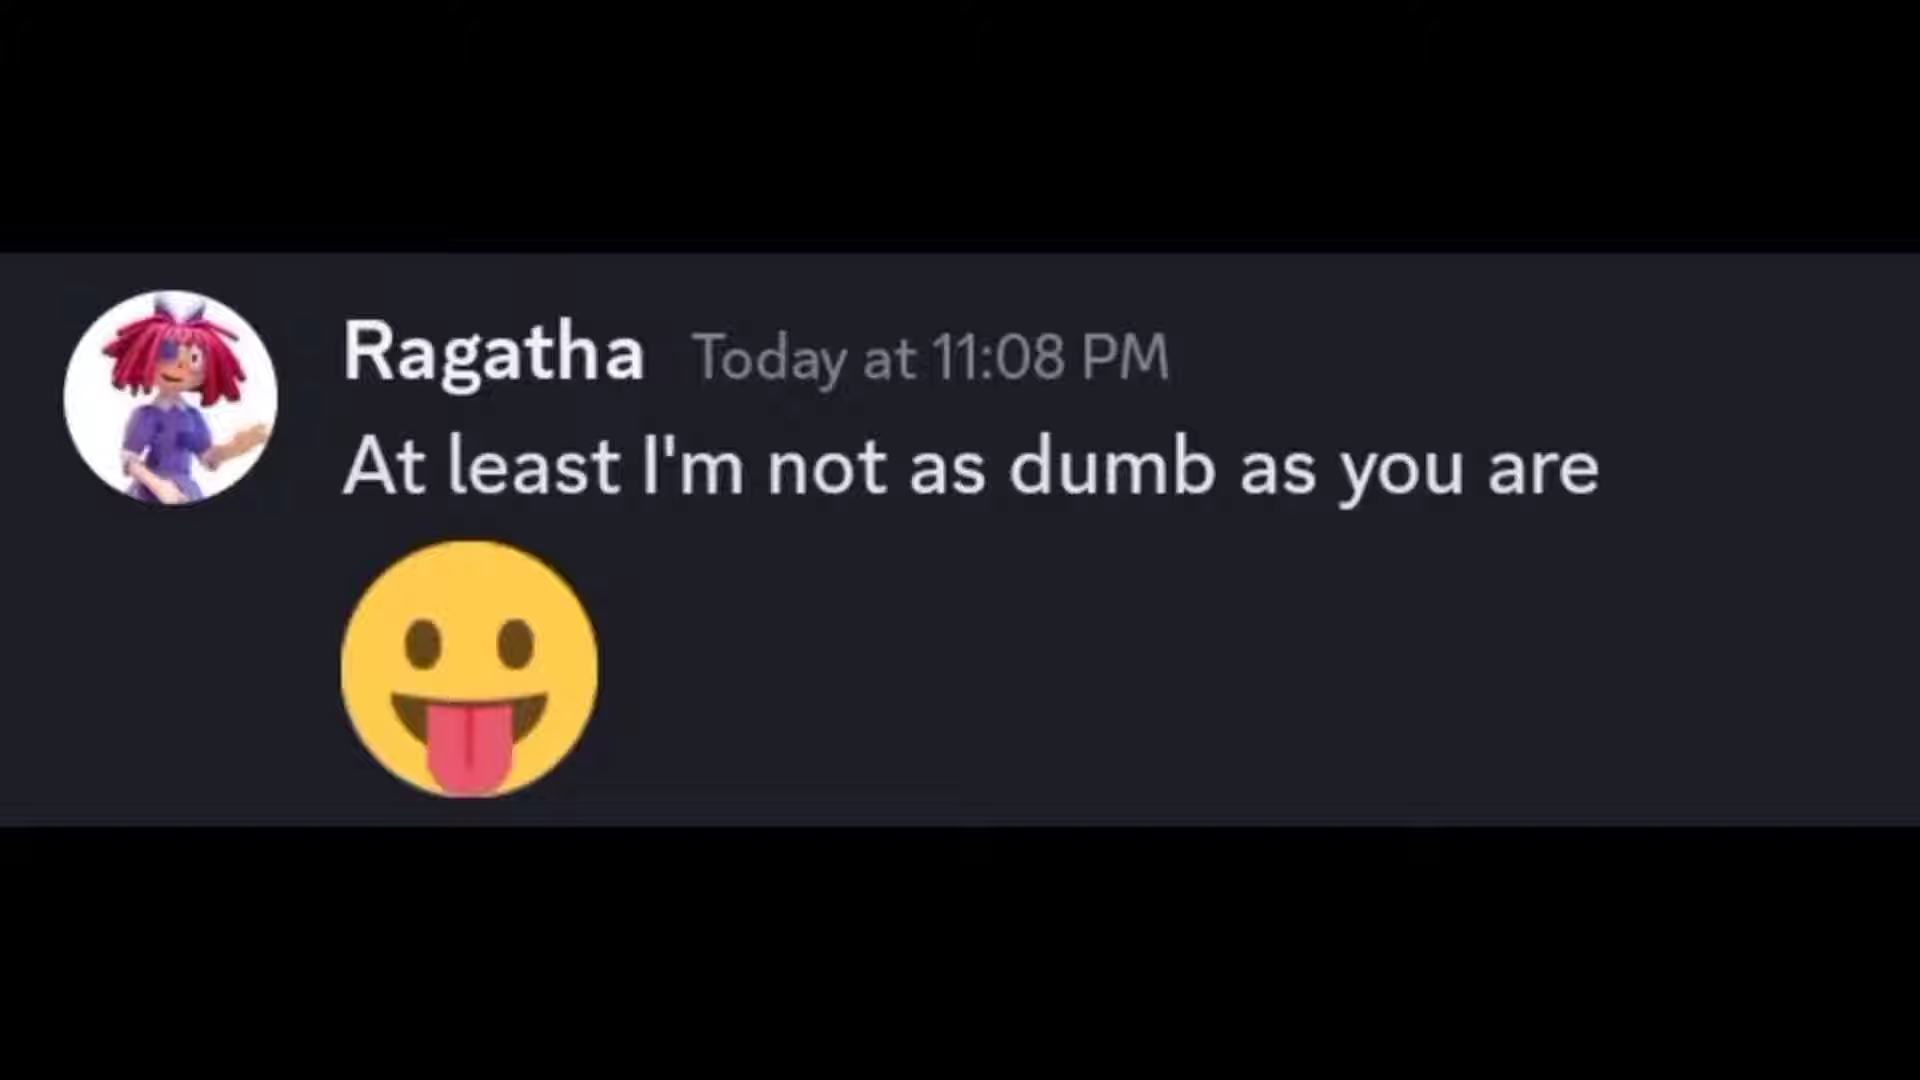 Ragatha Today at 11:08 PM
At least I'm not as dumb as you are
😛